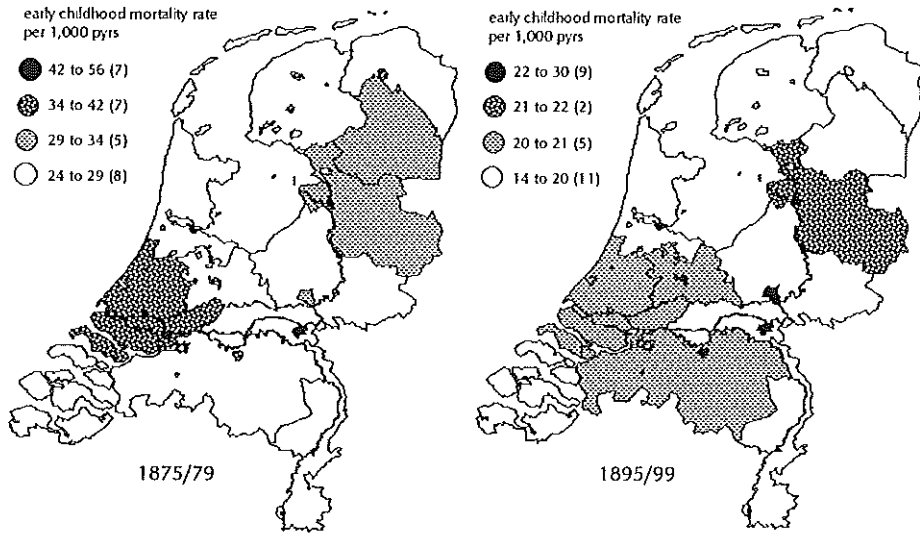 early childhood mortality rate
per 1,000 pyrs
42 to 56 (7)
34 to 42 (7)
29 to 34 (5)
24 to 29 (8)
1875/79
early childhood mortality rate
per 1,000 pyrs
22 to 30 (9)
21 to 22 (2)
20 to 21 (5)
14 to 20 (11)
1895/99